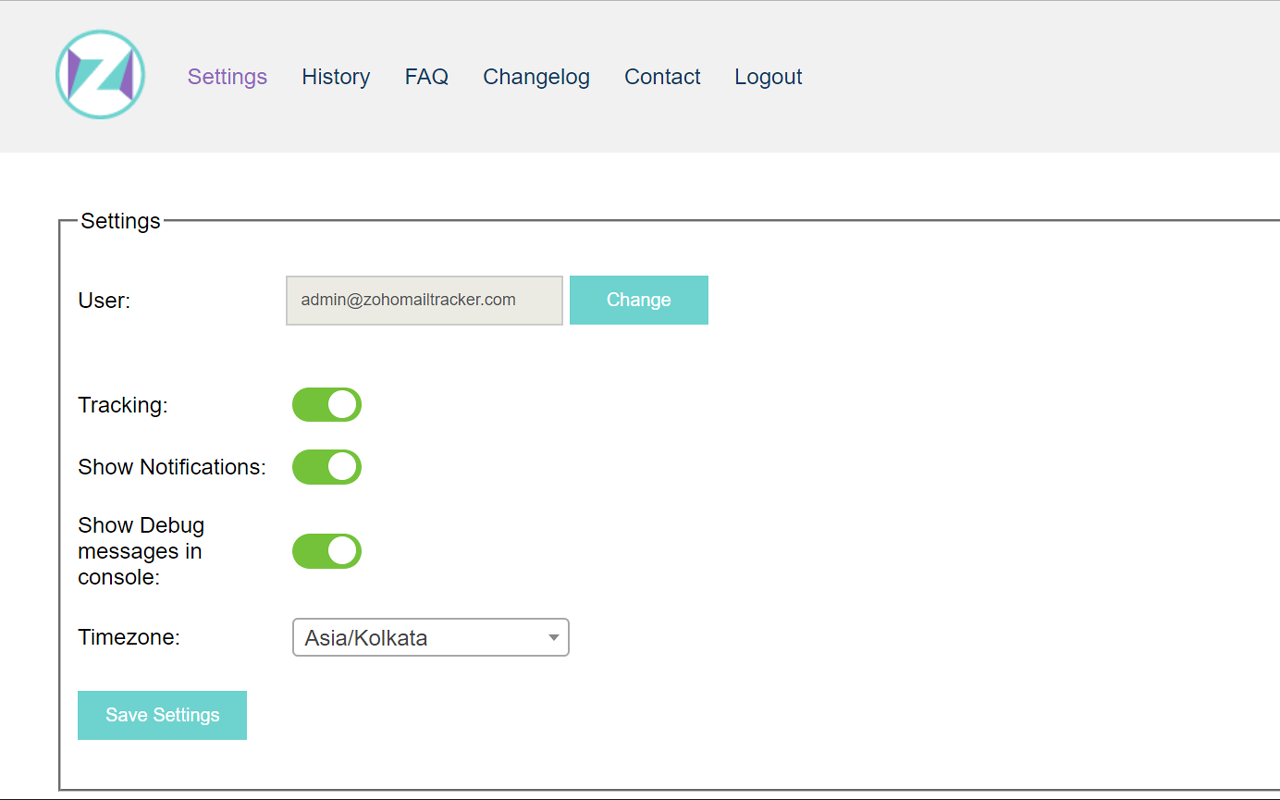 Settings History FAQ Changelog Contact Logout
Settings
User: admin@zohomailtracker.com Change
Tracking:
Show Notifications:
Show Debug
messages in
console:
Timezone: Asia/Kolkata
Save Settings